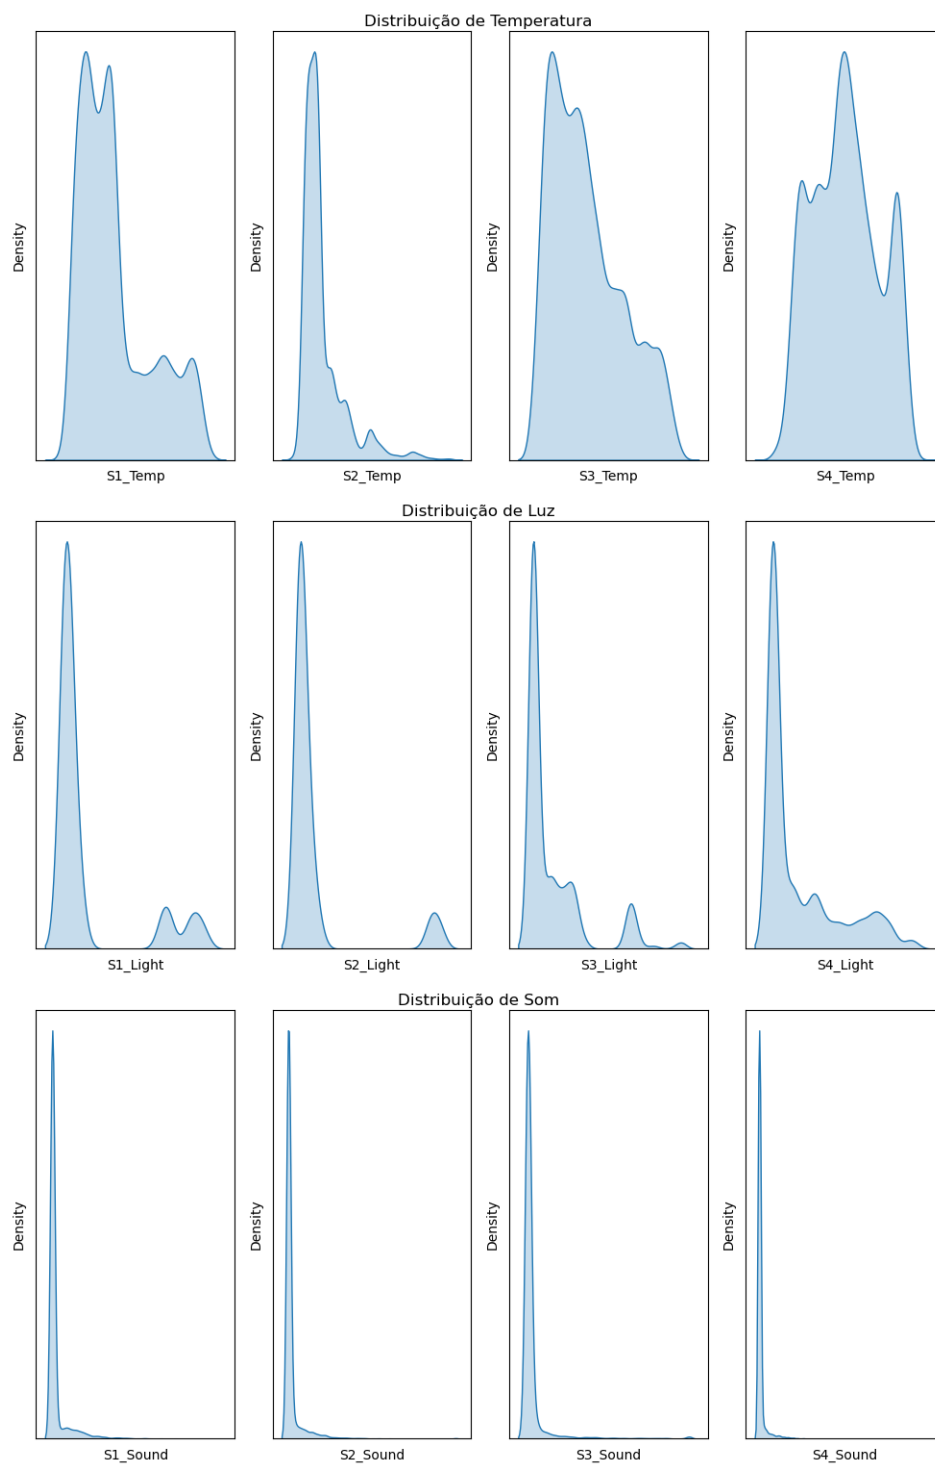 Distribuição de Temperatura
Density
Density
Density
Density
S1_Temp
S2_Temp
S3_Temp
S4_Temp
Distribuição de Luz
Density
Density
Density
Density
S1_Light
S2_Light
S3_Light
S4_Light
Distribuição de Som
Density
Density
Density
Density
S1_Sound
S2_Sound
S3_Sound
S4_Sound